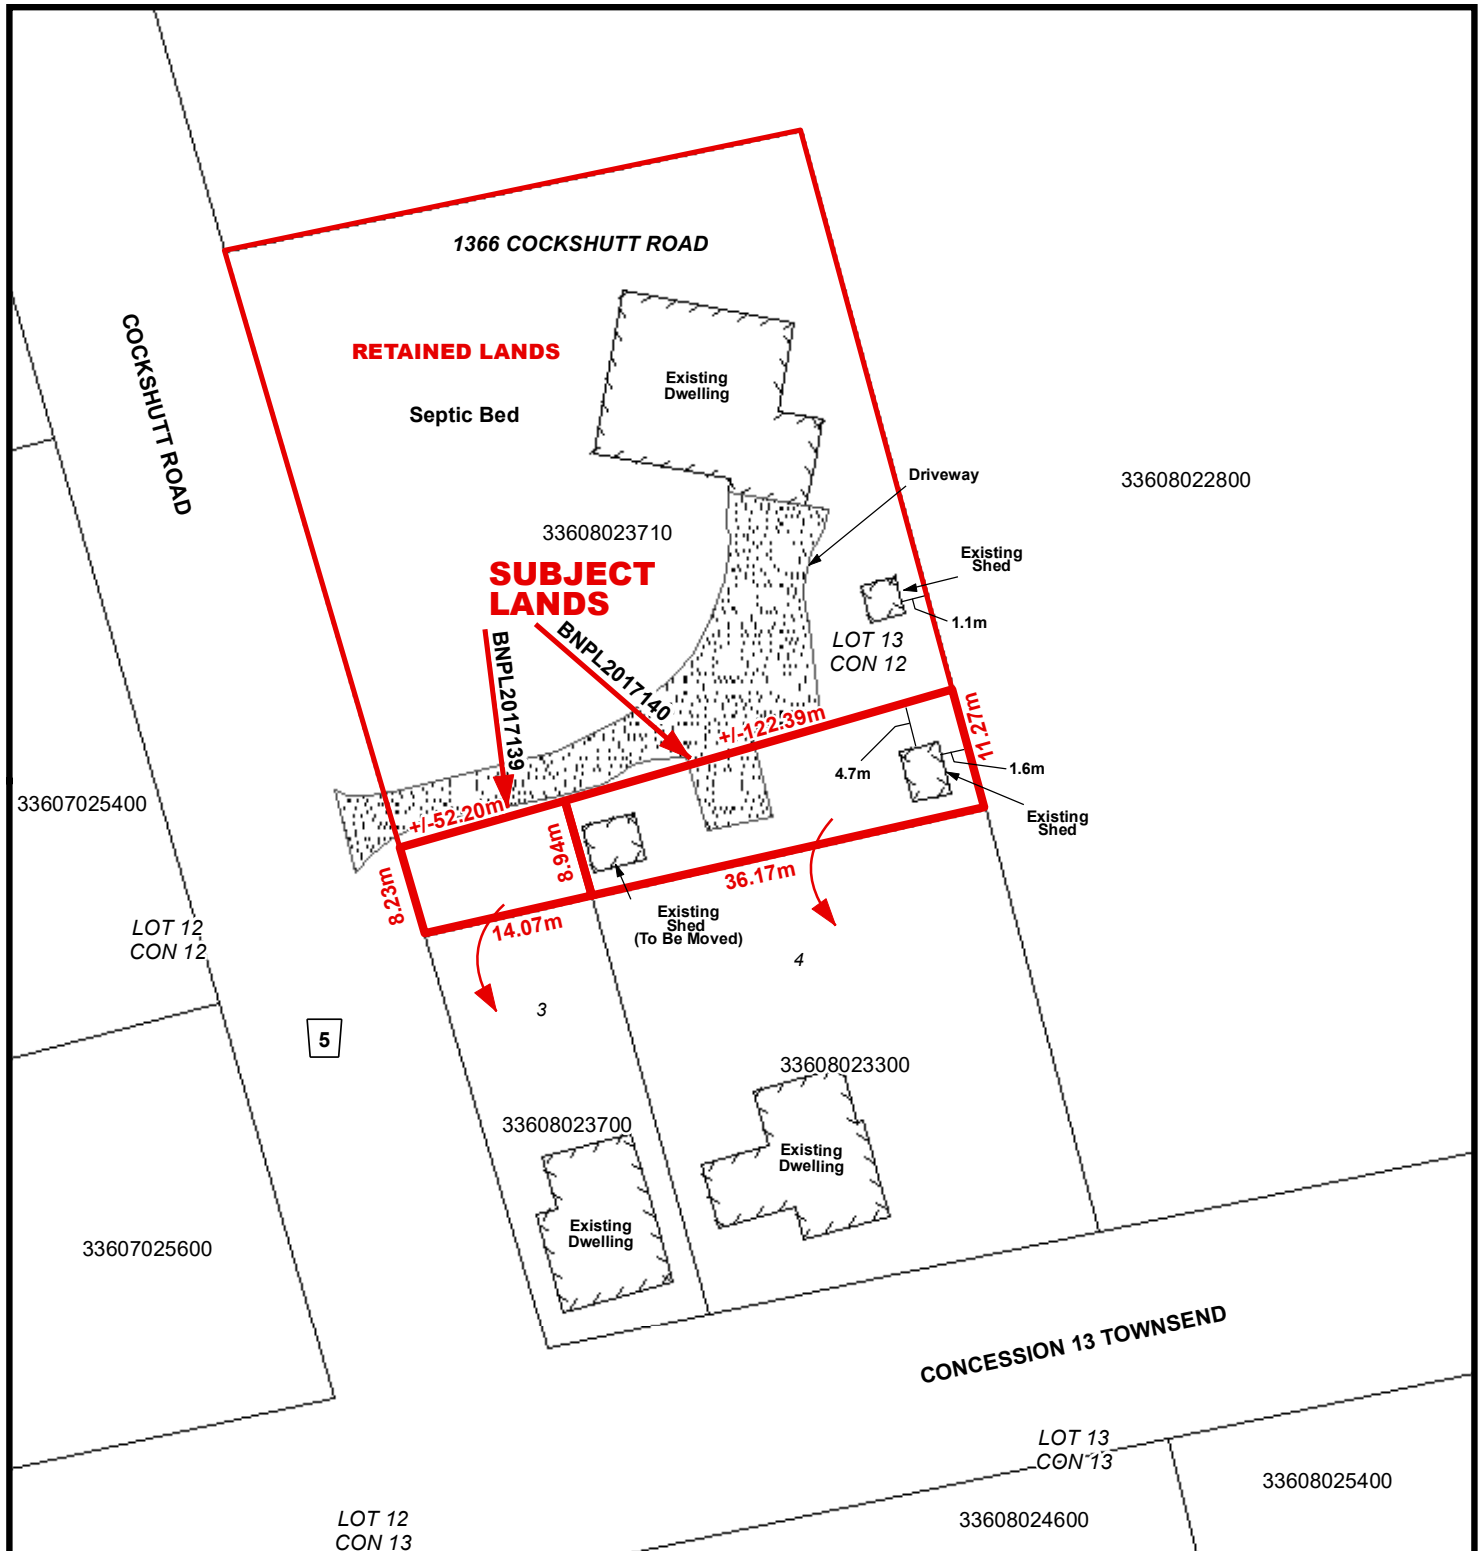 1366 COCKSHUTT ROAD
COCKSHUTT ROAD
RETAINED LANDS
Existing
Dwelling
Septic Bed
Driveway
33608022800
33608023710
Existing
Shed
SUBJECT
LANDS
1.1m
BNPL2017139
BNPL2017140
LOT 13
CON 12
+/-122.39m
11.27m
4.7m
1.6m
33607025400
+/-52.20m
Existing
Shed
8.94m
36.17m
8.23m
14.07m
Existing
Shed
(To Be Moved)
LOT 12
CON 12
4
3
5
33608023300
33608023700
Existing
Dwelling
Existing
Dwelling
33607025600
CONCESSION 13 TOWNSEND
LOT 13
CON 13
33608025400
LOT 12
CON 13
33608024600